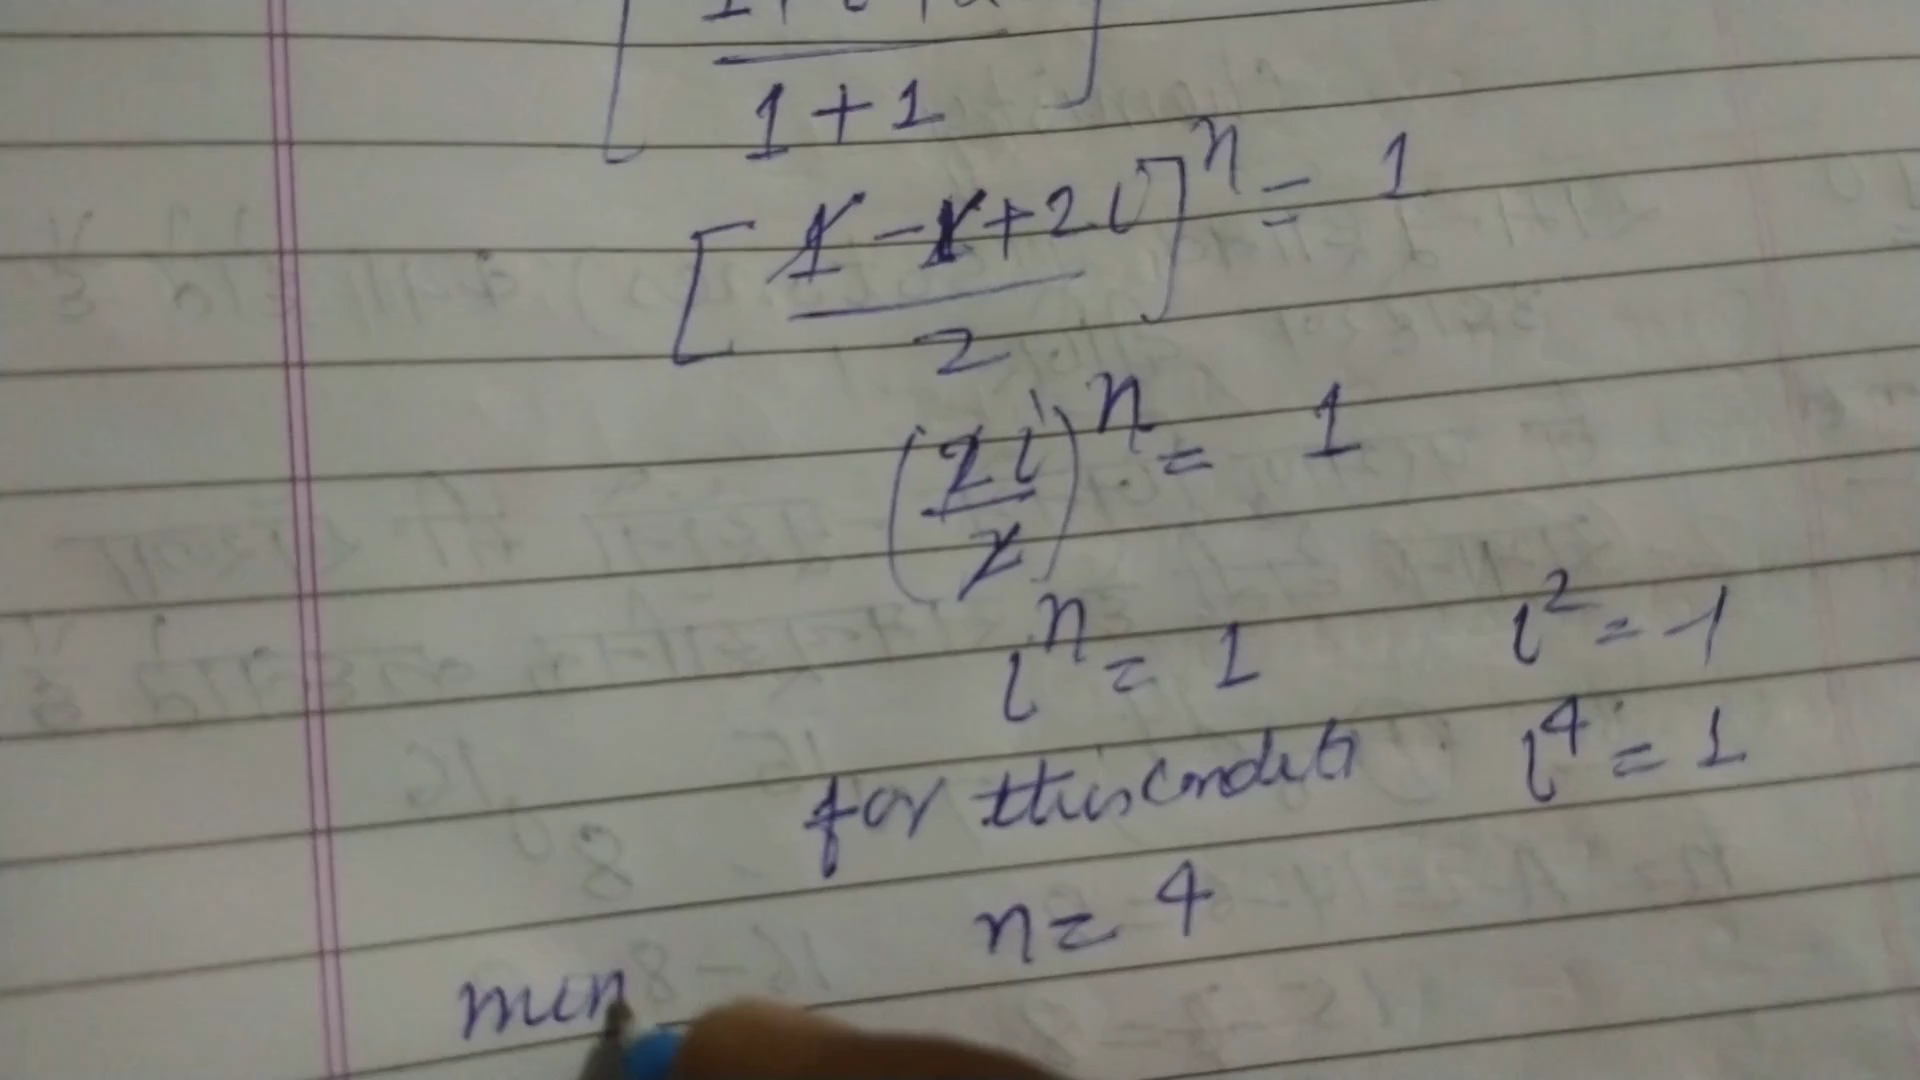 1 + 1
[ 1 - 1 + 2i / 2 ]^n = 1
( 2i / 2 )^n = 1
i^n = 1 i^2 = -1
for this conditi i^4 = 1
n = 4
min